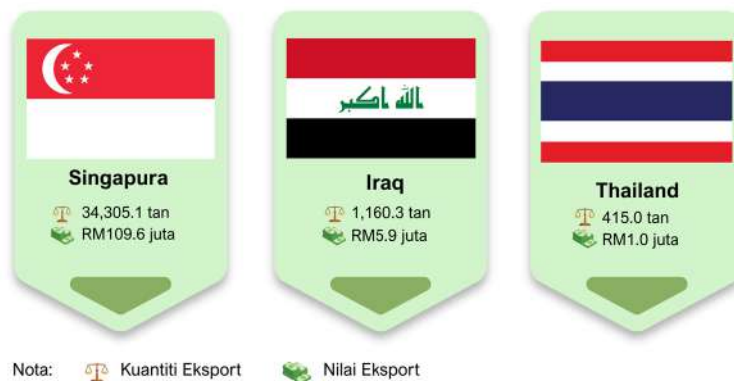 الله اكبر
Singapura
34,305.1 tan
RM109.6 juta
Iraq
1,160.3 tan
RM5.9 juta
Thailand
415.0 tan
RM1.0 juta
Nota: Kuantiti Eksport Nilai Eksport